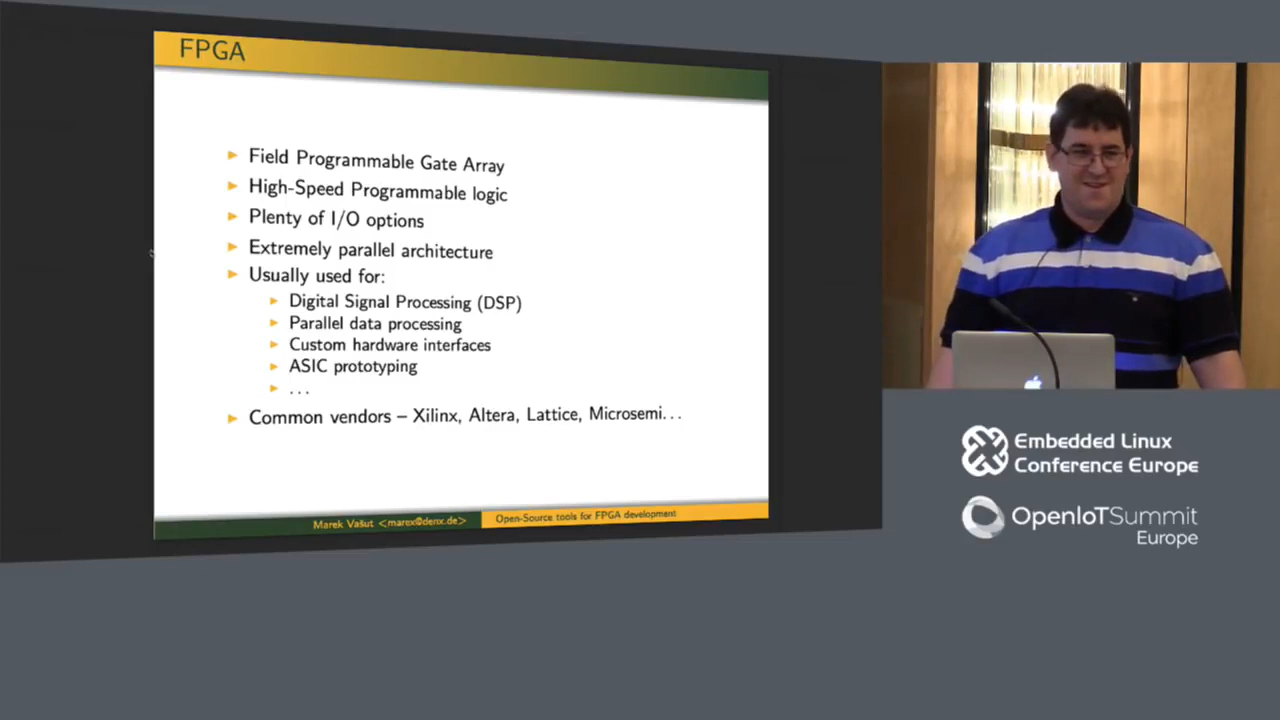 FPGA
Field Programmable Gate Array
High-Speed Programmable logic
Plenty of I/O options
Extremely parallel architecture
Usually used for:
Digital Signal Processing (DSP)
Parallel data processing
Custom hardware interfaces
ASIC prototyping
...
Common vendors – Xilinx, Altera, Lattice, Microsemi...
Marek Vašut <marex@denx.de>
Open-Source tools for FPGA development
Embedded Linux
Conference Europe
OpenIoTSummit
Europe